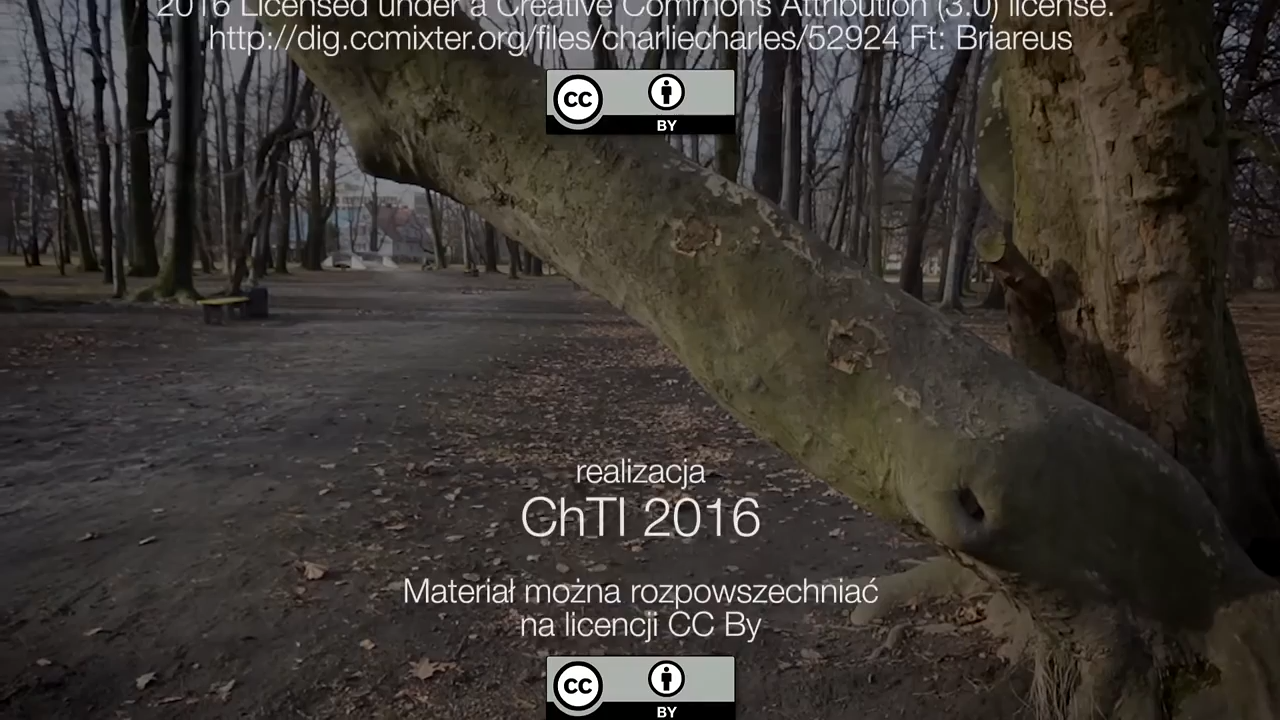 2016 Licensed under a Creative Commons Attribution (3.0) license.
http://dig.ccmixter.org/files/charliecharles/52924 Ft: Briareus
cc
BY
realizacja
ChTl 2016
Materiał można rozpowszechniać
na licencji CC By
cc
BY